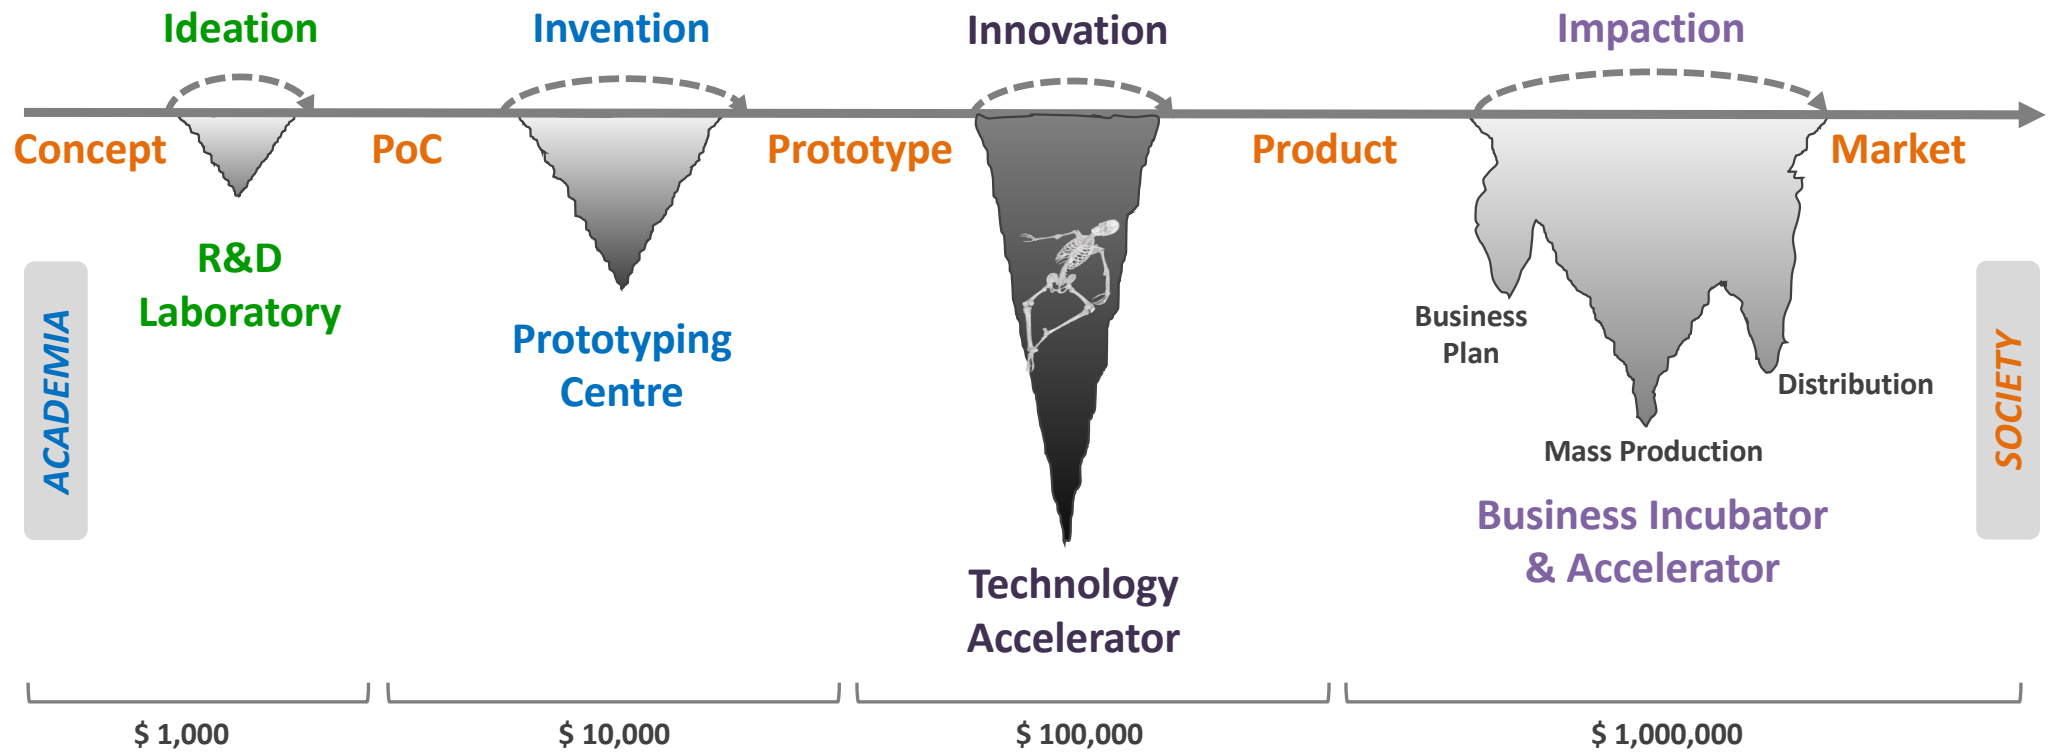 Ideation
Invention
Innovation
Impaction
Concept
PoC
Prototype
Product
Market
R&D
Laboratory
Prototyping
Centre
Technology
Accelerator
Business
Plan
Mass Production
Distribution
Business Incubator
& Accelerator
ACADEMIA
SOCIETY
$ 1,000
$ 10,000
$ 100,000
$ 1,000,000